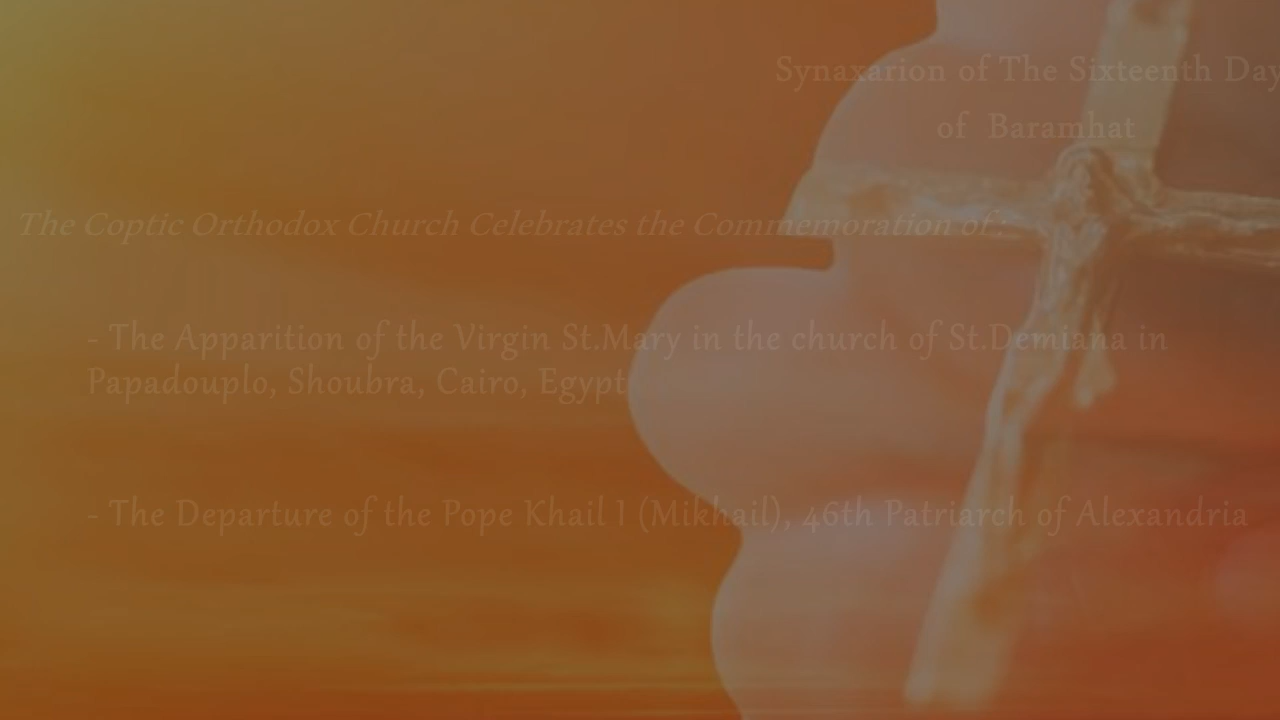 Synaxarion of The Sixteenth Day
of Baramhat
The Coptic Orthodox Church Celebrates the Commemoration of:
- The Apparition of the Virgin St.Mary in the church of St.Demiana in
Papadouplo, Shoubra, Cairo, Egypt
- The Departure of the Pope Khail I (Mikhail), 46th Patriarch of Alexandria